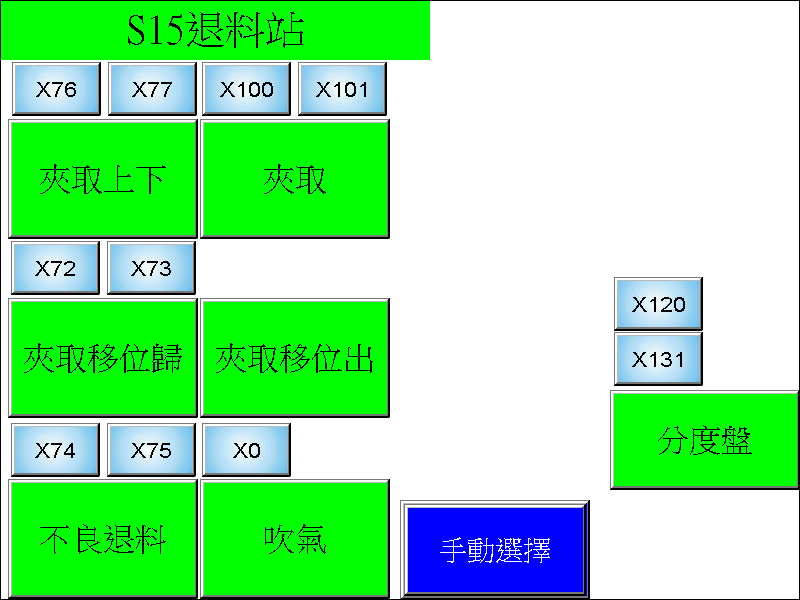 S15退料站
X76 X77 X100 X101
夾取上下 夾取
X72 X73
X120
夾取移位歸 夾取移位出
X131
分度盤
X74 X75 X0
不良退料 吹氣
手動選擇